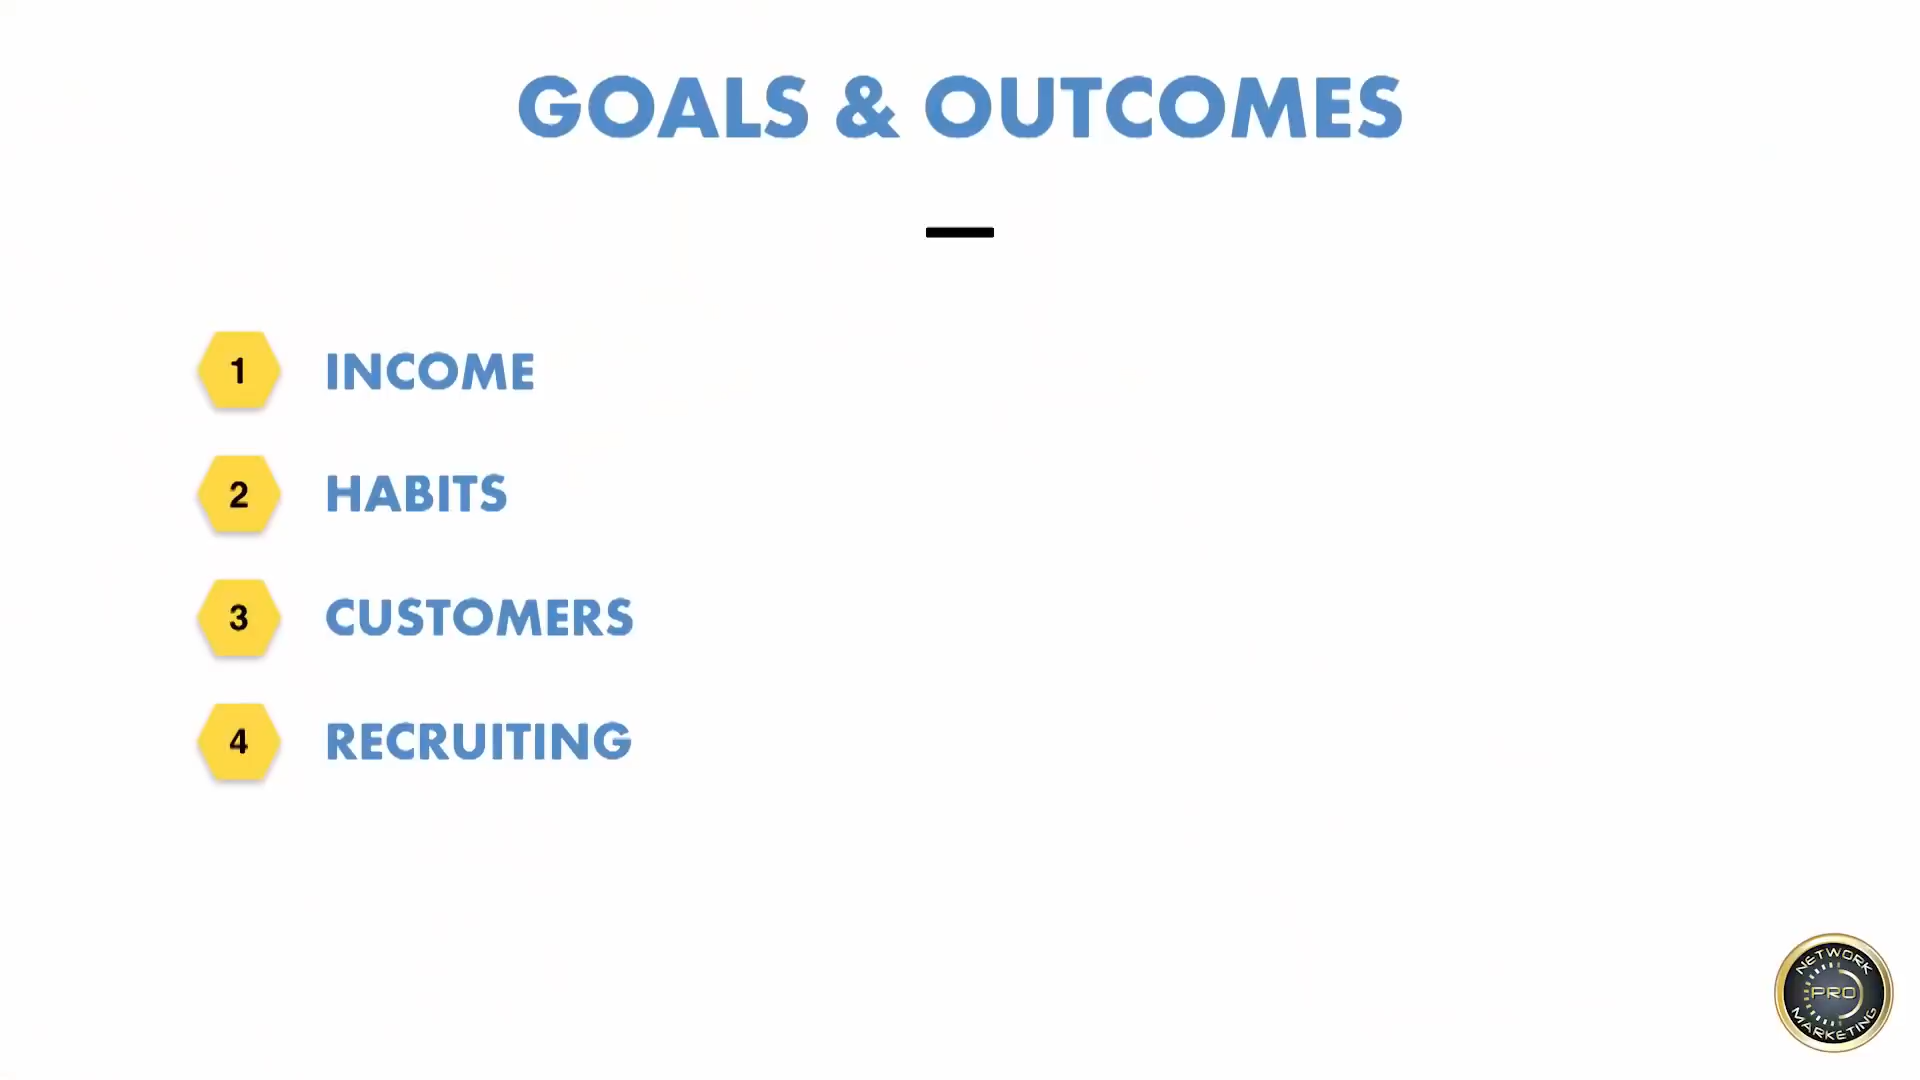 GOALS & OUTCOMES
1 INCOME
2 HABITS
3 CUSTOMERS
4 RECRUITING
NETWORK
PRO
MARKETING